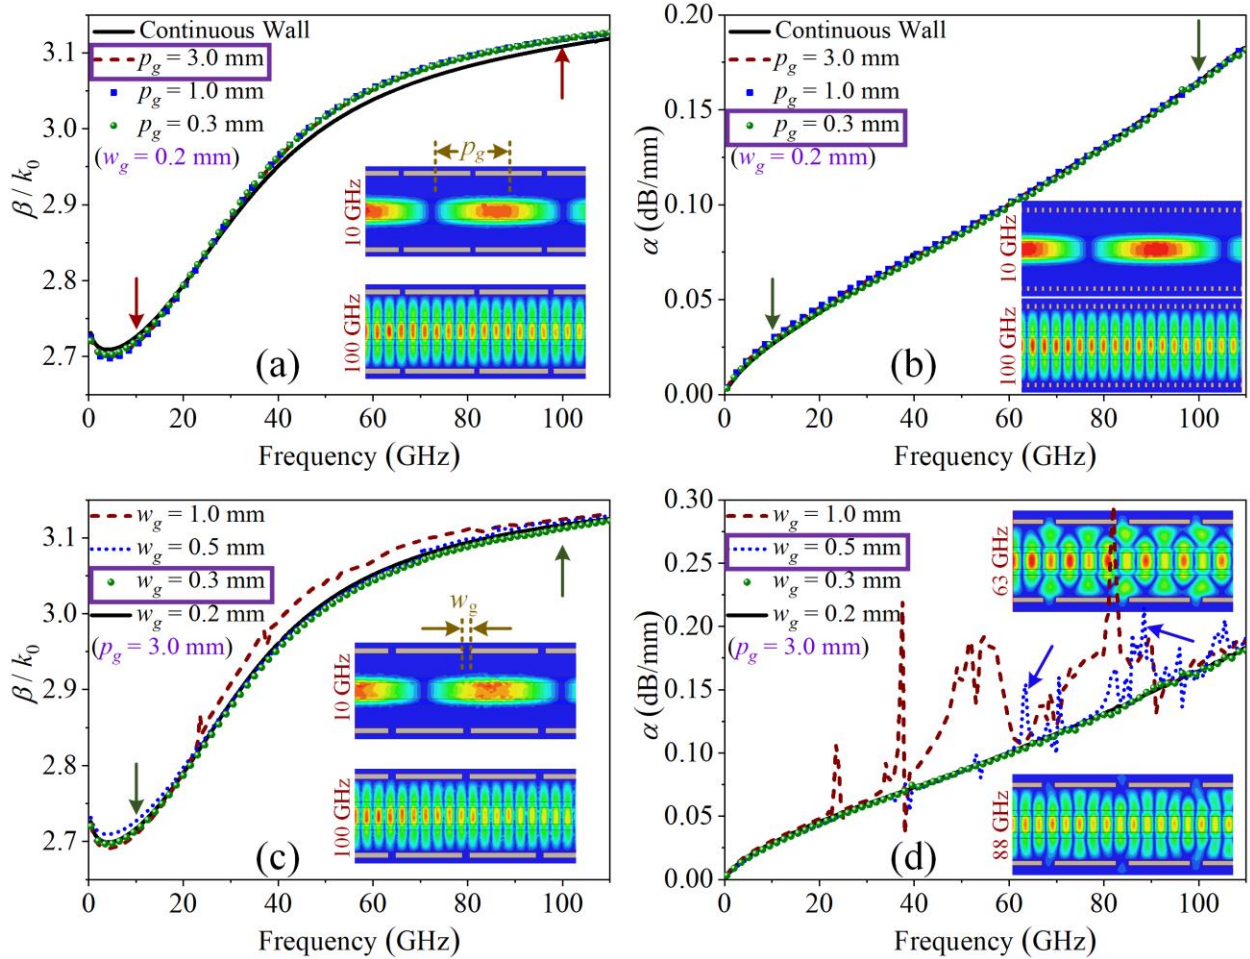 Continuous Wall
p_g = 3.0 mm
p_g = 1.0 mm
p_g = 0.3 mm
(w_g = 0.2 mm)
3.1
3.0
2.9
2.8
2.7
β / k_0
p_g
10 GHz
100 GHz
(a)
0 20 40 60 80 100
Frequency (GHz)
Continuous Wall
p_g = 3.0 mm
p_g = 1.0 mm
p_g = 0.3 mm
(w_g = 0.2 mm)
0.20
0.15
0.10
0.05
0.00
α (dB/mm)
10 GHz
100 GHz
(b)
0 20 40 60 80 100
Frequency (GHz)
w_g = 1.0 mm
w_g = 0.5 mm
w_g = 0.3 mm
w_g = 0.2 mm
(p_g = 3.0 mm)
3.1
3.0
2.9
2.8
2.7
β / k_0
w_g
10 GHz
100 GHz
(c)
0 20 40 60 80 100
Frequency (GHz)
w_g = 1.0 mm
w_g = 0.5 mm
w_g = 0.3 mm
w_g = 0.2 mm
(p_g = 3.0 mm)
0.30
0.25
0.20
0.15
0.10
0.05
0.00
α (dB/mm)
63 GHz
88 GHz
(d)
0 20 40 60 80 100
Frequency (GHz)